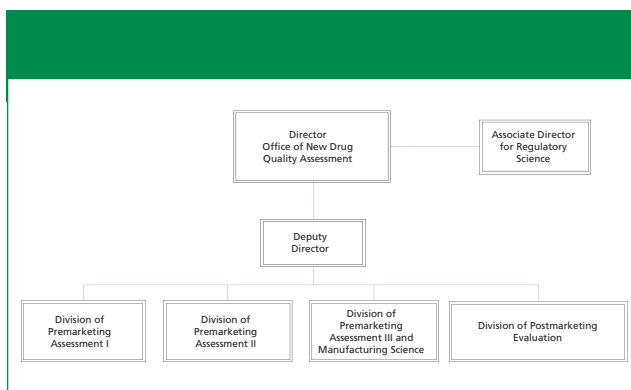 Director
Office of New Drug
Quality Assessment
Associate Director
for Regulatory
Science
Deputy
Director
Division of
Premarketing
Assessment I
Division of
Premarketing
Assessment II
Division of
Premarketing
Assessment III and
Manufacturing Science
Division of Postmarketing
Evaluation